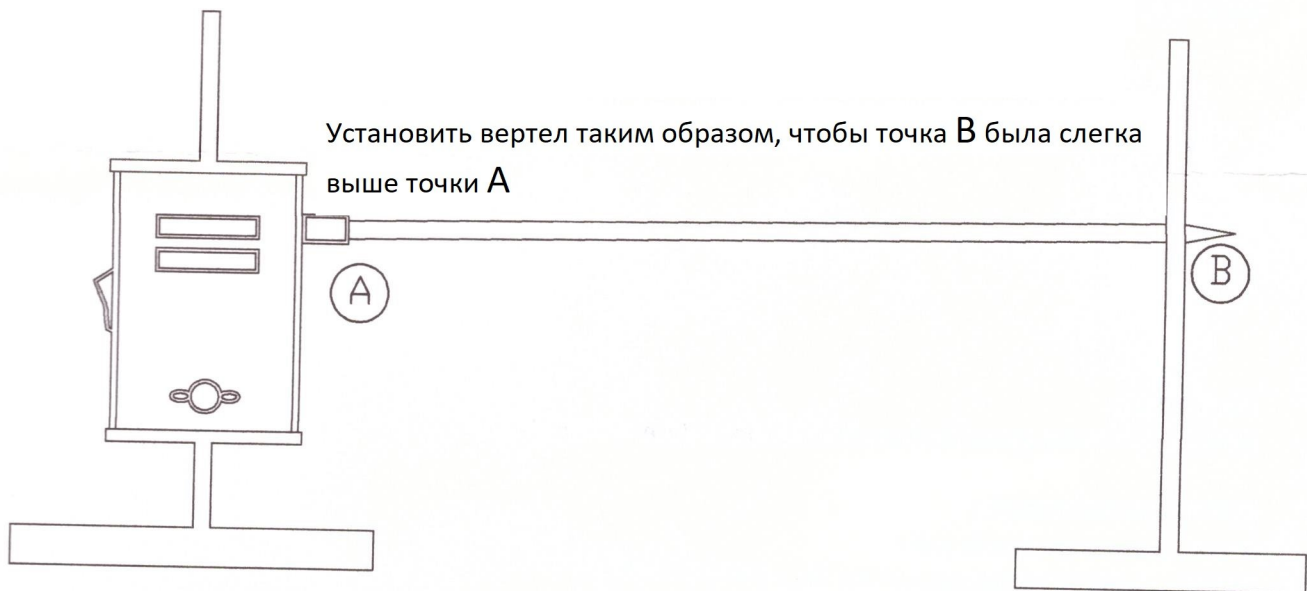 Установить вертел таким образом, чтобы точка B была слегка
выше точки A
A
B